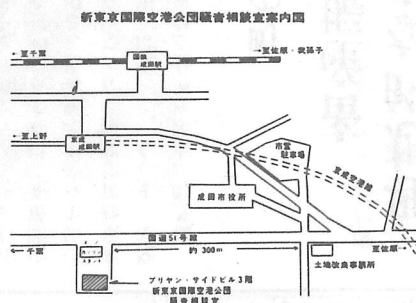 新東京国際空港公団騒音相談室案内図
←至千葉
国鉄
成田駅
→至佐原・我孫子
←至上野
京成
成田駅
市営
駐車場
京成空港線
成田市役所
国道51号線
←千葉
約300m
至佐原→
土地改良事務所
ブリヤン・サイドビル3階
新東京国際空港公団
騒音相談室